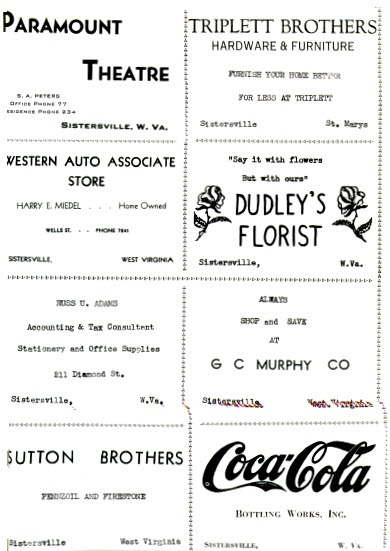 PARAMOUNT
THEATRE
S. A. PETERS
OFFICE PHONE 77
RESIDENCE PHONE 234
SISTERSVILLE, W. VA.
TRIPLETT BROTHERS
HARDWARE & FURNITURE
FURNISH YOUR HOME BETTER
FOR LESS AT TRIPLETT
Sistersville St. Marys
WESTERN AUTO ASSOCIATE
STORE
HARRY E. MIEDEL . . . Home Owned
WELLS ST. . . PHONE 7841
SISTERSVILLE, WEST VIRGINIA
"Say it with flowers
But with ours"
DUDLEY'S
FLORIST
Sistersville, W.Va.
RUSS U. ADAMS
Accounting & Tax Consultent
Stationery and Office Supplies
211 Diamond St.
Sistersville, W.Va.
ALWAYS
SHOP and SAVE
AT
G C MURPHY CO
Sistersville, West Virginia
SUTTON BROTHERS
PENNZOIL AND FIRESTONE
Sistersville West Virginia
Coca-Cola
BOTTLING WORKS, INC.
SISTERSVILLE, W. VA.